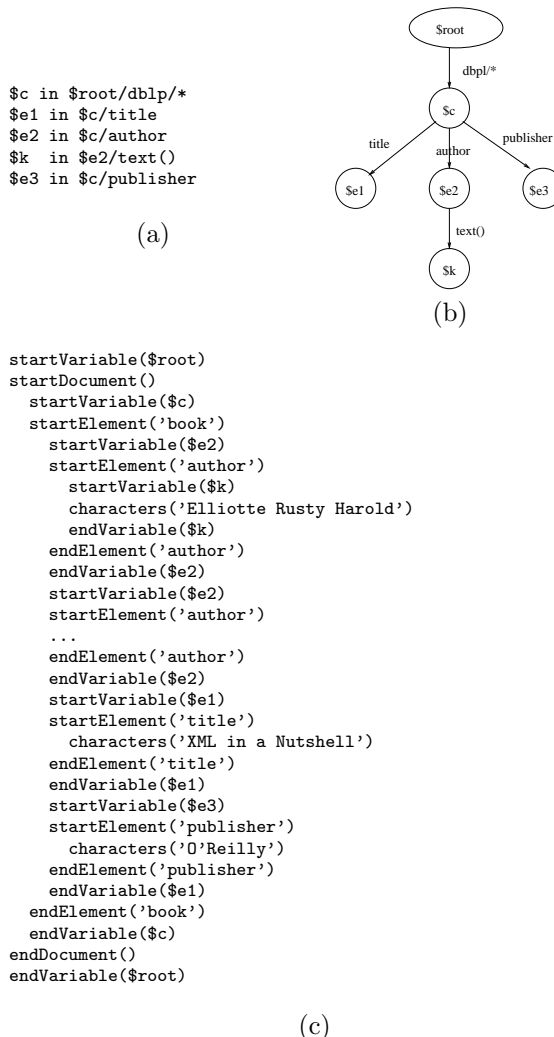 $c in $root/dblp/*
$e1 in $c/title
$e2 in $c/author
$k  in $e2/text()
$e3 in $c/publisher
(a)
$root
dbpl/*
$c
title
author
publisher
$e1
$e2
$e3
text()
$k
(b)
startVariable($root)
startDocument()
  startVariable($c)
  startElement('book')
    startVariable($e2)
    startElement('author')
      startVariable($k)
      characters('Elliotte Rusty Harold')
      endVariable($k)
    endElement('author')
    endVariable($e2)
    startVariable($e2)
    startElement('author')
    ...
    endElement('author')
    endVariable($e2)
    startVariable($e1)
    startElement('title')
      characters('XML in a Nutshell')
    endElement('title')
    endVariable($e1)
    startVariable($e3)
    startElement('publisher')
      characters('O'Reilly')
    endElement('publisher')
    endVariable($e1)
  endElement('book')
  endVariable($c)
endDocument()
endVariable($root)
(c)